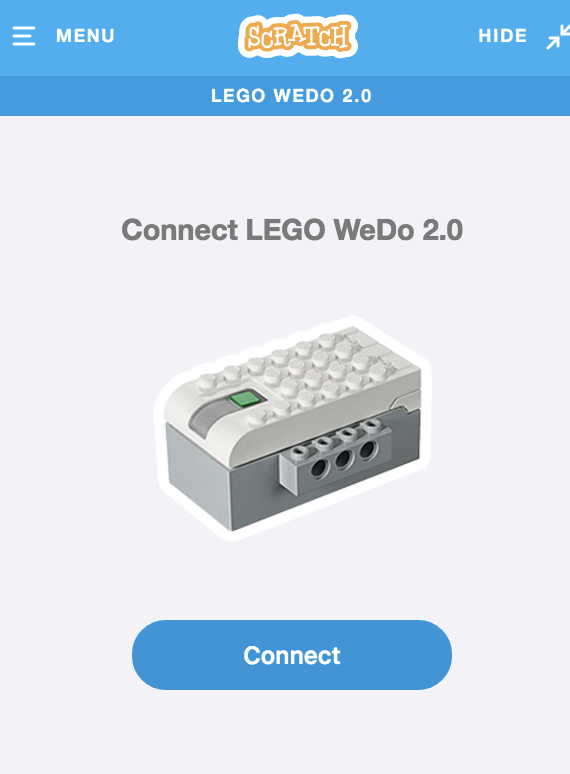 MENU
SCRATCH
HIDE
LEGO WEDO 2.0
Connect LEGO WeDo 2.0
Connect